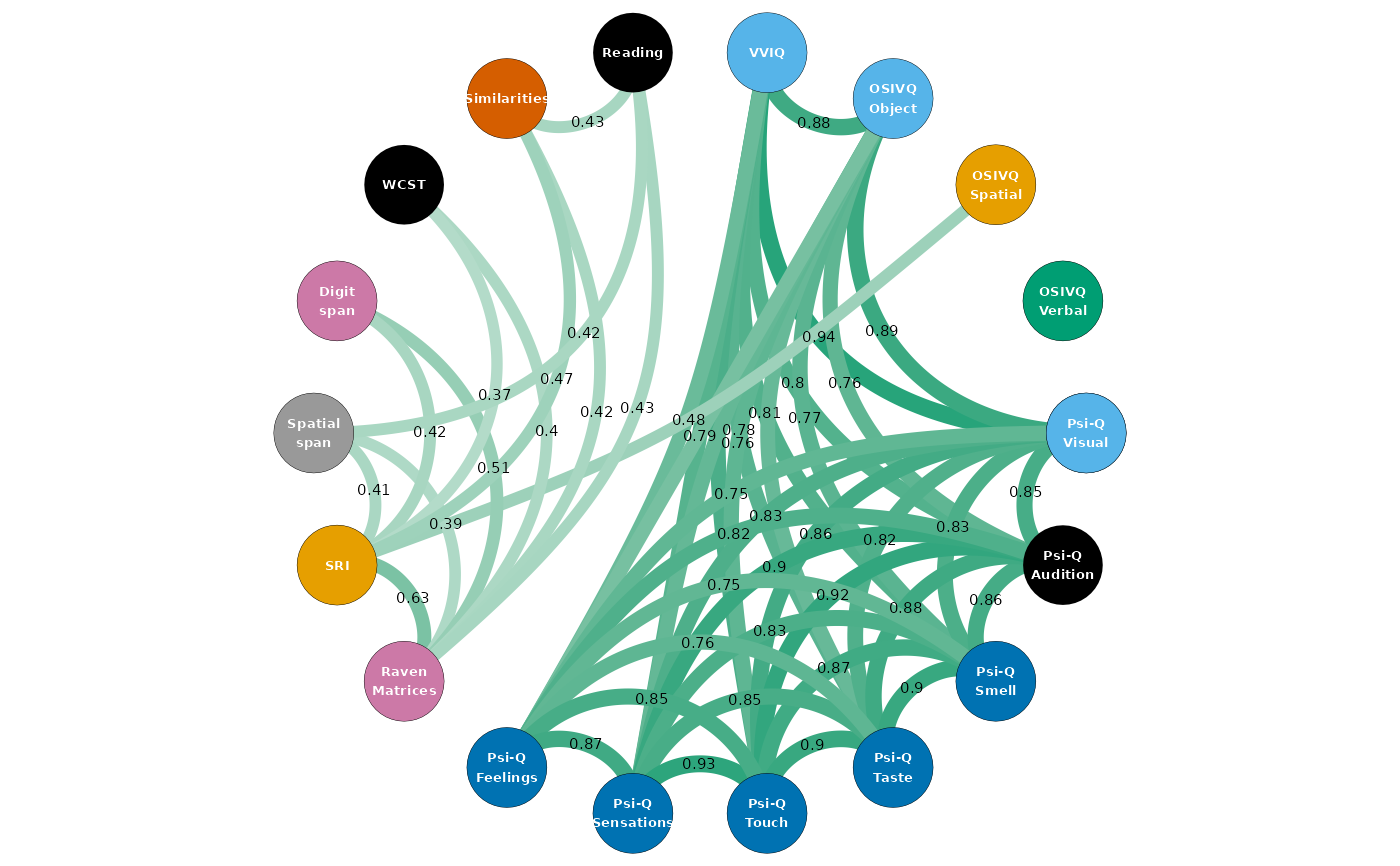 Reading
VVIQ
Similarities
OSIVQ
Object
0.43
0.88
WCST
OSIVQ
Spatial
Digit
span
OSIVQ
Verbal
0.42
0.94
0.89
0.47
0.8
0.76
0.37
0.42
0.43
0.48
0.81
0.77
Spatial
span
0.42
0.4
0.79
0.78
0.76
Psi-Q
Visual
0.51
0.41
0.75
0.85
0.39
0.83
0.82
0.86
0.82
0.83
SRI
Psi-Q
Audition
0.9
0.63
0.75
0.92
0.88
0.86
0.76
0.83
Raven
Matrices
0.87
0.9
Psi-Q
Smell
0.85
0.85
0.87
0.93
0.9
Psi-Q
Feelings
Psi-Q
Taste
Psi-Q
Sensations
Psi-Q
Touch